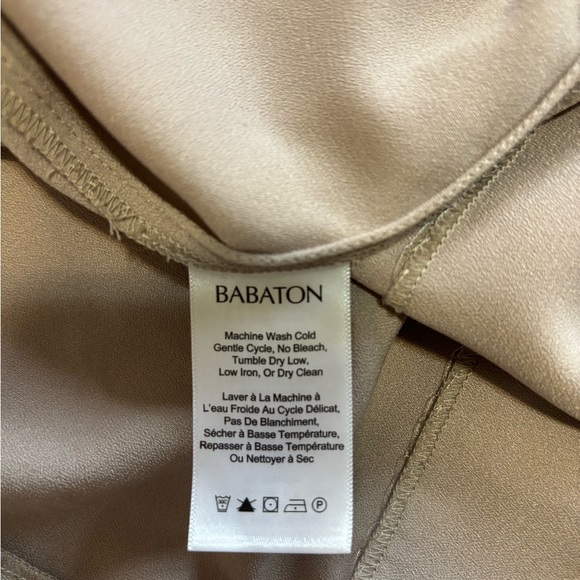 BABATON
Machine Wash Cold
Gentle Cycle, No Bleach,
Tumble Dry Low,
Low Iron, Or Dry Clean
Laver à La Machine à
L'eau Froide Au Cycle Délicat,
Pas De Blanchiment,
Sécher à Basse Température,
Repasser à Basse Température
Ou Nettoyer à Sec
P